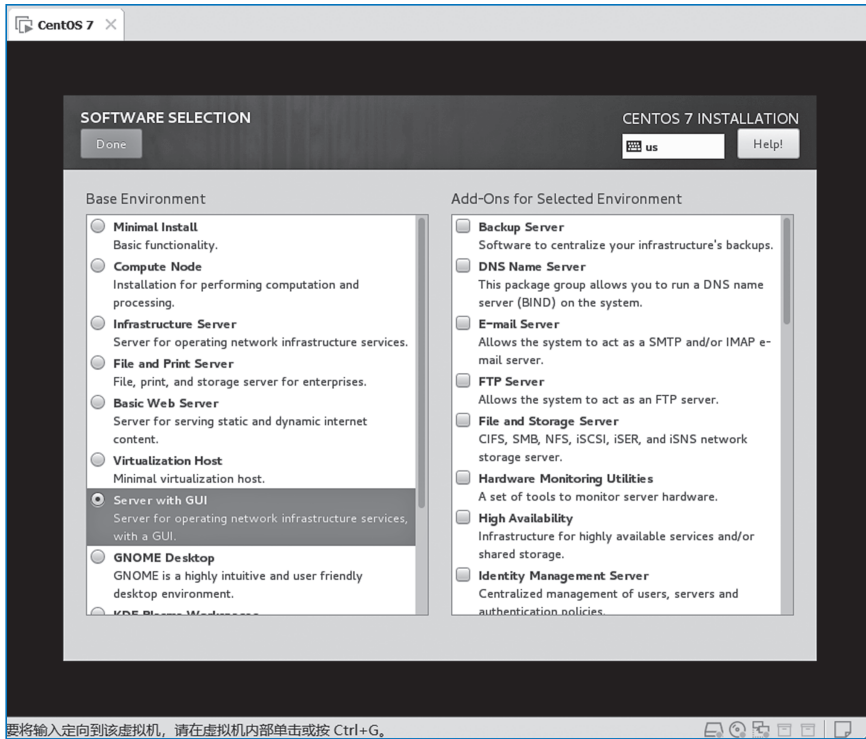 CentOS 7
SOFTWARE SELECTION
Done
CENTOS 7 INSTALLATION
us
Help!
Base Environment
Minimal Install
Basic functionality.
Compute Node
Installation for performing computation and
processing.
Infrastructure Server
Server for operating network infrastructure services.
File and Print Server
File, print, and storage server for enterprises.
Basic Web Server
Server for serving static and dynamic internet
content.
Virtualization Host
Minimal virtualization host.
Server with GUI
Server for operating network infrastructure services,
with a GUI.
GNOME Desktop
GNOME is a highly intuitive and user friendly
desktop environment.
KDE Plasma Workspaces
Add-Ons for Selected Environment
Backup Server
Software to centralize your infrastructure's backups.
DNS Name Server
This package group allows you to run a DNS name
server (BIND) on the system.
E-mail Server
Allows the system to act as a SMTP and/or IMAP e-
mail server.
FTP Server
Allows the system to act as an FTP server.
File and Storage Server
CIFS, SMB, NFS, iSCSI, iSER, and iSNS network
storage server.
Hardware Monitoring Utilities
A set of tools to monitor server hardware.
High Availability
Infrastructure for highly available services and/or
shared storage.
Identity Management Server
Centralized management of users, servers and
authentication policies.
要将输入定向到该虚拟机，请在虚拟机内部单击或按 Ctrl+G。